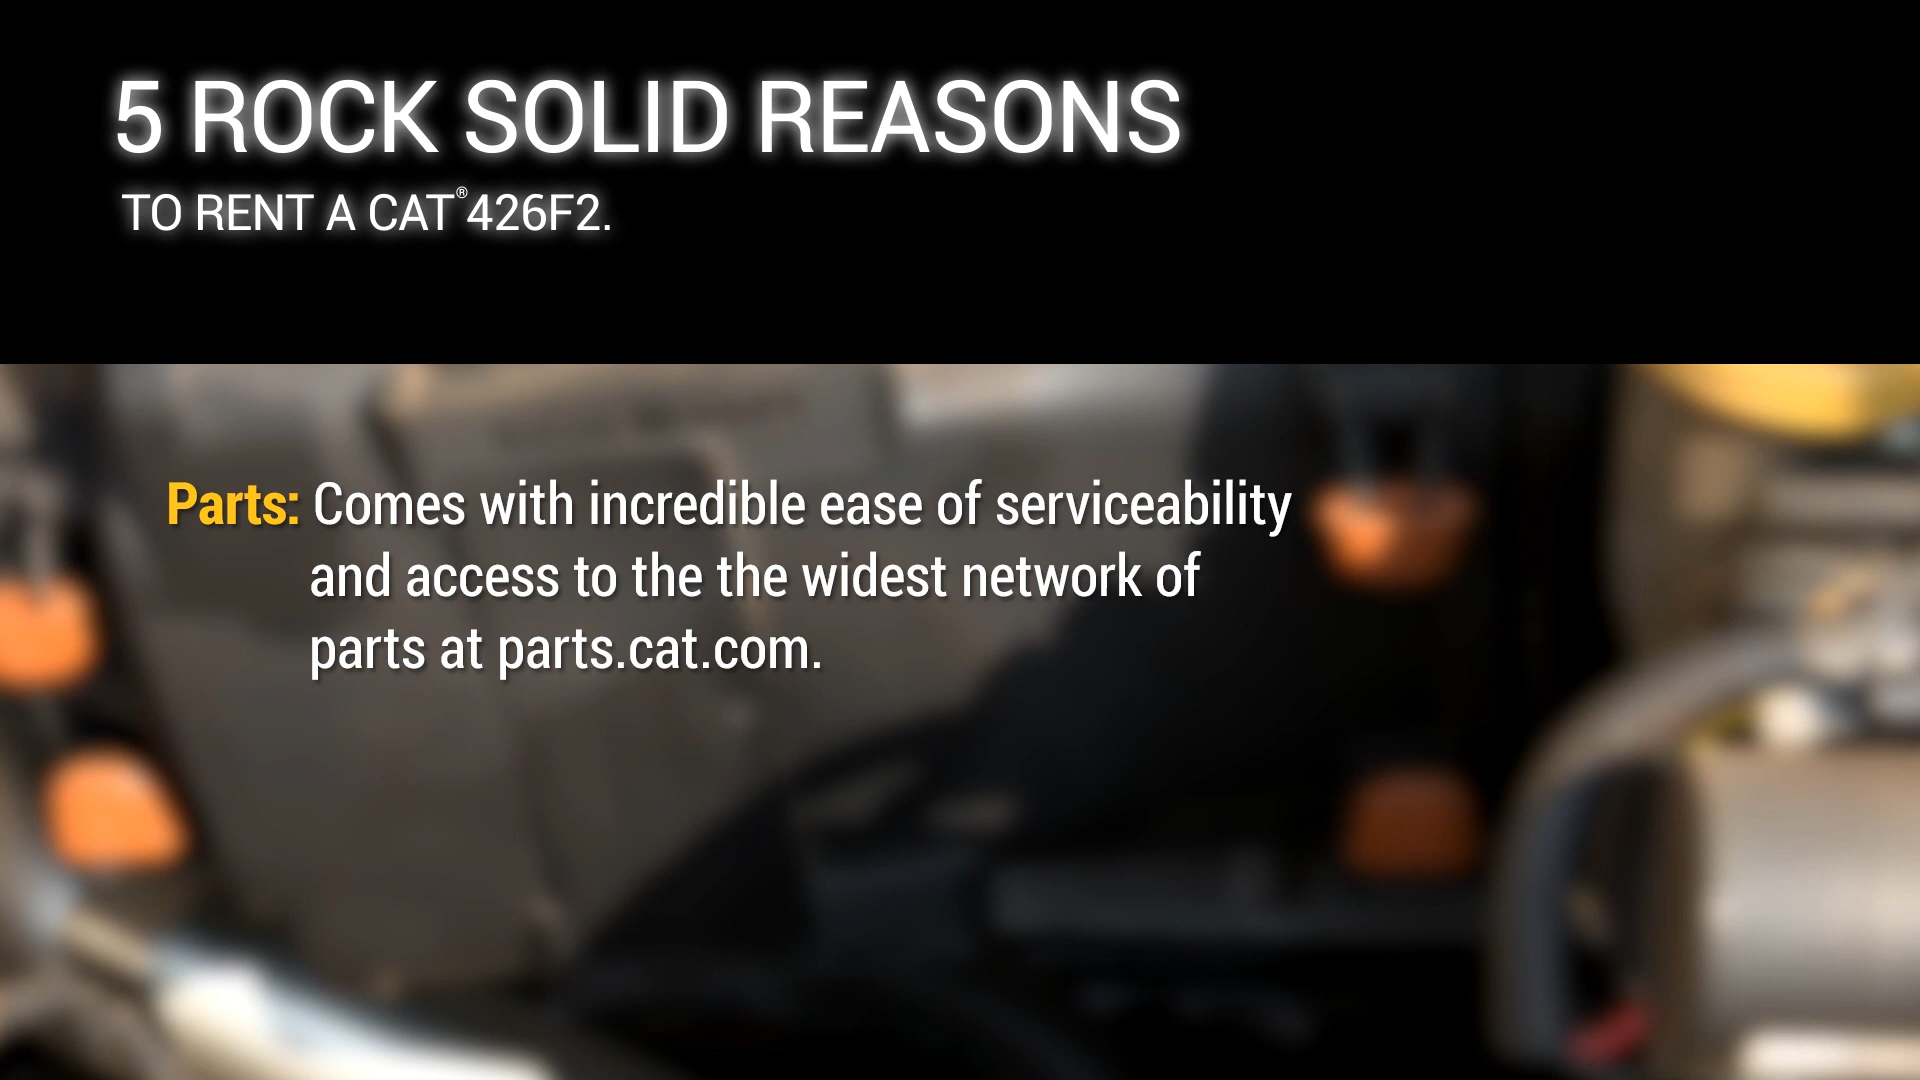 5 ROCK SOLID REASONS
TO RENT A CAT®426F2.
Parts: Comes with incredible ease of serviceability
and access to the the widest network of
parts at parts.cat.com.